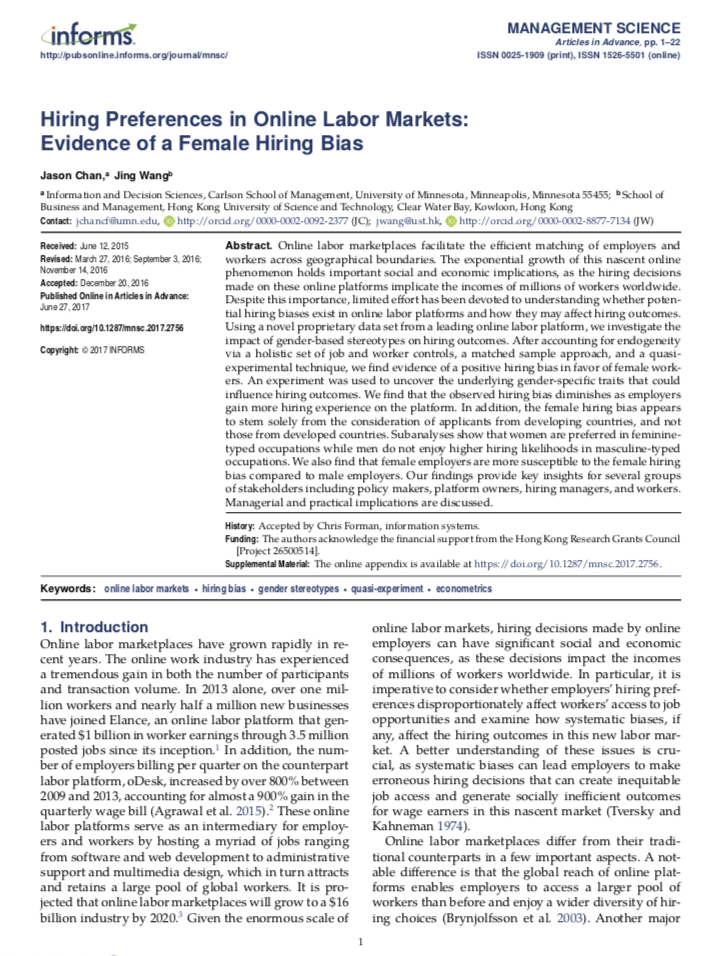 informs.
http://pubsonline.informs.org/journal/mnsc/
MANAGEMENT SCIENCE
Articles in Advance, pp. 1–22
ISSN 0025-1909 (print), ISSN 1526-5501 (online)
Hiring Preferences in Online Labor Markets:
Evidence of a Female Hiring Bias
Jason Chan,ᵃ Jing Wangᵇ
ᵃ Information and Decision Sciences, Carlson School of Management, University of Minnesota, Minneapolis, Minnesota 55455; ᵇ School of
Business and Management, Hong Kong University of Science and Technology, Clear Water Bay, Kowloon, Hong Kong
Contact: jchancf@umn.edu, iD http://orcid.org/0000-0002-0092-2377 (JC); jwang@ust.hk, iD http://orcid.org/0000-0002-8877-7134 (JW)
Received: June 12, 2015
Revised: March 27, 2016; September 3, 2016;
November 14, 2016
Accepted: December 20, 2016
Published Online in Articles in Advance:
June 27, 2017
https://doi.org/10.1287/mnsc.2017.2756
Copyright: © 2017 INFORMS
Abstract. Online labor marketplaces facilitate the efficient matching of employers and
workers across geographical boundaries. The exponential growth of this nascent online
phenomenon holds important social and economic implications, as the hiring decisions
made on these online platforms implicate the incomes of millions of workers worldwide.
Despite this importance, limited effort has been devoted to understanding whether poten-
tial hiring biases exist in online labor platforms and how they may affect hiring outcomes.
Using a novel proprietary data set from a leading online labor platform, we investigate the
impact of gender-based stereotypes on hiring outcomes. After accounting for endogeneity
via a holistic set of job and worker controls, a matched sample approach, and a quasi-
experimental technique, we find evidence of a positive hiring bias in favor of female work-
ers. An experiment was used to uncover the underlying gender-specific traits that could
influence hiring outcomes. We find that the observed hiring bias diminishes as employers
gain more hiring experience on the platform. In addition, the female hiring bias appears
to stem solely from the consideration of applicants from developing countries, and not
those from developed countries. Subanalyses show that women are preferred in feminine-
typed occupations while men do not enjoy higher hiring likelihoods in masculine-typed
occupations. We also find that female employers are more susceptible to the female hiring
bias compared to male employers. Our findings provide key insights for several groups
of stakeholders including policy makers, platform owners, hiring managers, and workers.
Managerial and practical implications are discussed.
History: Accepted by Chris Forman, information systems.
Funding: The authors acknowledge the financial support from the Hong Kong Research Grants Council
[Project 26500514].
Supplemental Material: The online appendix is available at https://doi.org/10.1287/mnsc.2017.2756.
Keywords: online labor markets • hiring bias • gender stereotypes • quasi-experiment • econometrics
1. Introduction
Online labor marketplaces have grown rapidly in re-
cent years. The online work industry has experienced
a tremendous gain in both the number of participants
and transaction volume. In 2013 alone, over one mil-
lion workers and nearly half a million new businesses
have joined Elance, an online labor platform that gen-
erated $1 billion in worker earnings through 3.5 million
posted jobs since its inception.¹ In addition, the num-
ber of employers billing per quarter on the counterpart
labor platform, oDesk, increased by over 800% between
2009 and 2013, accounting for almost a 900% gain in the
quarterly wage bill (Agrawal et al. 2015).² These online
labor platforms serve as an intermediary for employ-
ers and workers by hosting a myriad of jobs ranging
from software and web development to administrative
support and multimedia design, which in turn attracts
and retains a large pool of global workers. It is pro-
jected that online labor marketplaces will grow to a $16
billion industry by 2020.³ Given the enormous scale of
online labor markets, hiring decisions made by online
employers can have significant social and economic
consequences, as these decisions impact the incomes
of millions of workers worldwide. In particular, it is
imperative to consider whether employers' hiring pref-
erences disproportionately affect workers' access to job
opportunities and examine how systematic biases, if
any, affect the hiring outcomes in this new labor mar-
ket. A better understanding of these issues is cru-
cial, as systematic biases can lead employers to make
erroneous hiring decisions that can create inequitable
job access and generate socially inefficient outcomes
for wage earners in this nascent market (Tversky and
Kahneman 1974).
Online labor marketplaces differ from their tradi-
tional counterparts in a few important aspects. A not-
able difference is that the global reach of online plat-
forms enables employers to access a larger pool of
workers than before and enjoy a wider diversity of hir-
ing choices (Brynjolfsson et al. 2003). Another major
1